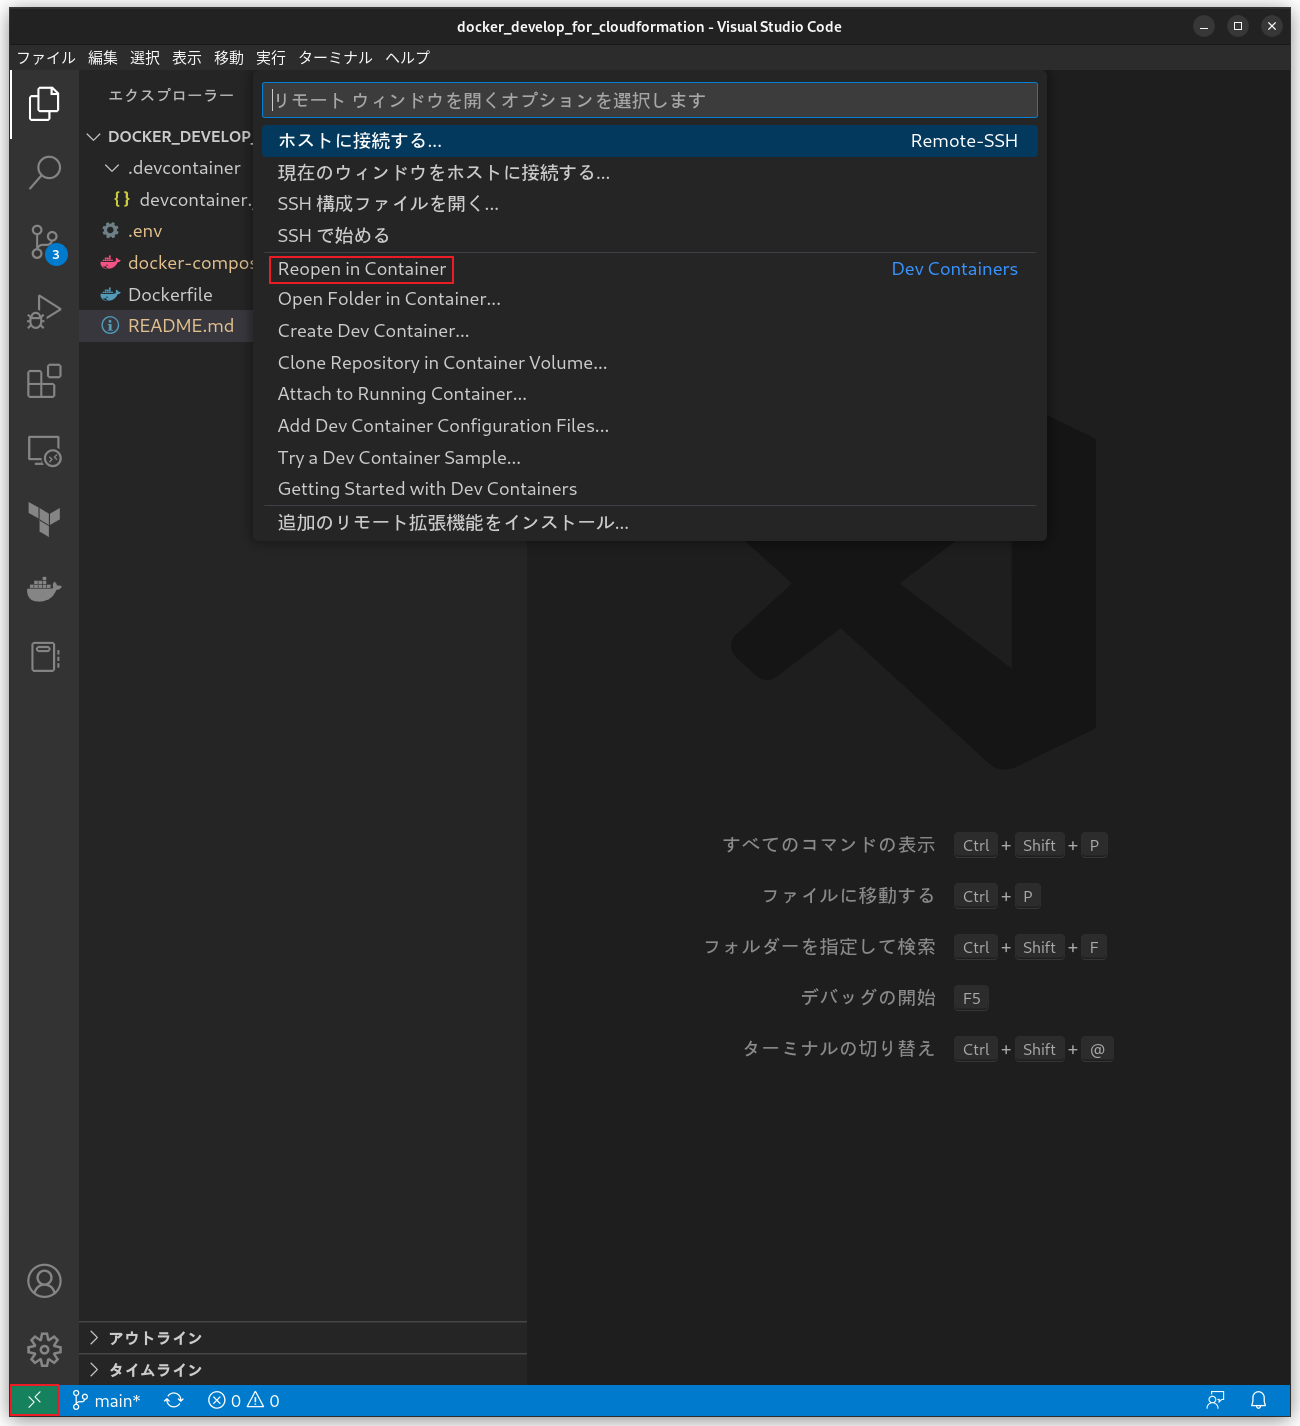 docker_develop_for_cloudformation - Visual Studio Code
ファイル 編集 選択 表示 移動 実行 ターミナル ヘルプ
エクスプローラー
DOCKER_DEVELOP_
.devcontainer
{} devcontainer.
.env
docker-compos
Dockerfile
README.md
3
リモート ウィンドウを開くオプションを選択します
ホストに接続する... Remote-SSH
現在のウィンドウをホストに接続する...
SSH 構成ファイルを開く...
SSH で始める
Reopen in Container Dev Containers
Open Folder in Container...
Create Dev Container...
Clone Repository in Container Volume...
Attach to Running Container...
Add Dev Container Configuration Files...
Try a Dev Container Sample...
Getting Started with Dev Containers
追加のリモート拡張機能をインストール...
すべてのコマンドの表示 Ctrl + Shift + P
ファイルに移動する Ctrl + P
フォルダーを指定して検索 Ctrl + Shift + F
デバッグの開始 F5
ターミナルの切り替え Ctrl + Shift + @
アウトライン
タイムライン
main* 0 0